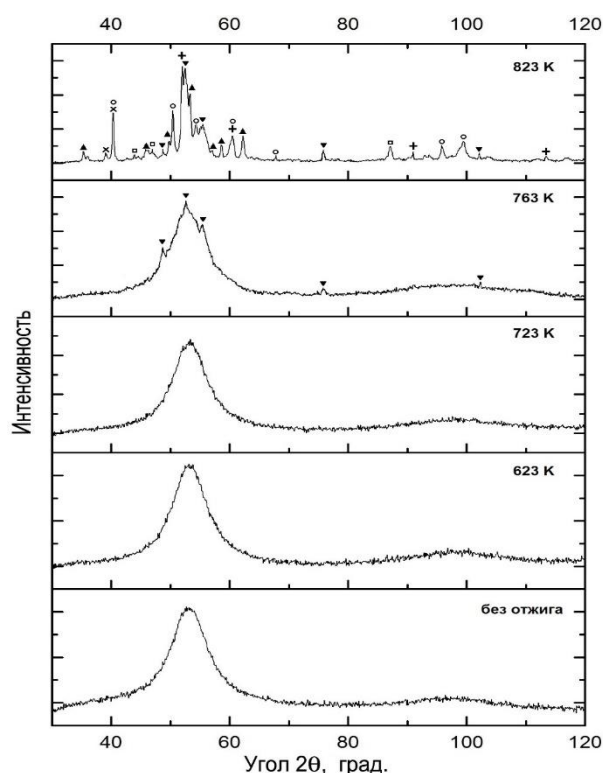 40 60 80 100 120
823 K
763 K
723 K
623 K
без отжига
Интенсивность
40 60 80 100 120
Угол 2θ, град.